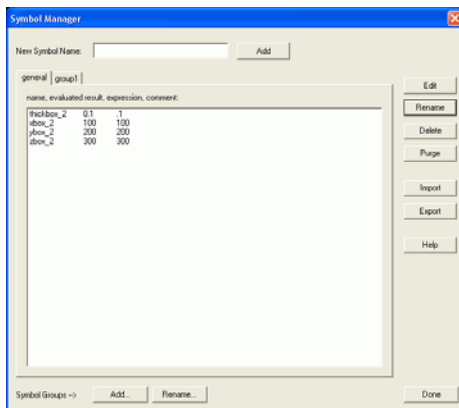 Symbol Manager
New Symbol Name: Add
general group1
name, evaluated result, expression, comment:
thickbox_2 0.1 .1
xbox_2 100 100
ybox_2 200 200
zbox_2 300 300
Edit
Rename
Delete
Purge
Import
Export
Help
Symbol Groups -> Add... Rename... Done